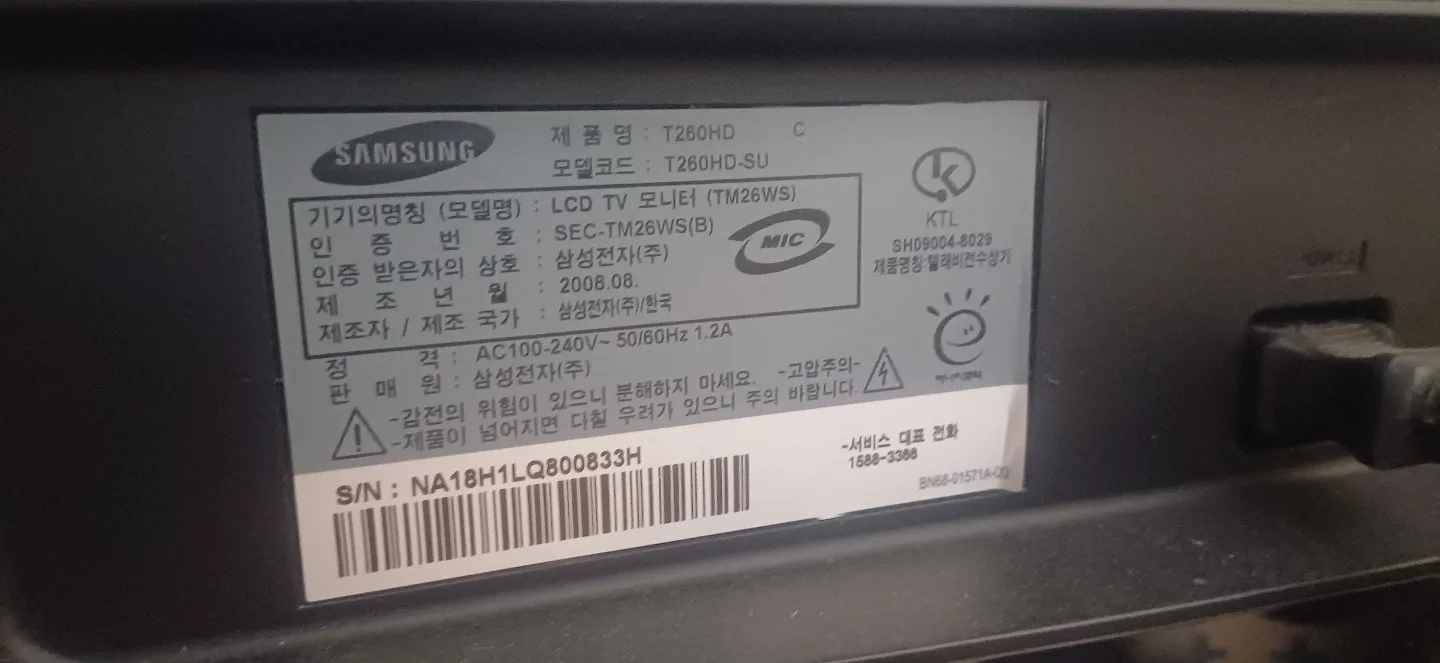 SAMSUNG
제 품 명 : T260HD C
모델코드 : T260HD-SU
기기의명칭 (모델명) : LCD TV 모니터 (TM26WS)
인 증 번 호 : SEC-TM26WS(B)
인증 받은자의 상호 : 삼성전자(주)
제 조 년 월 : 2008.08.
제조자 / 제조 국가 : 삼성전자(주)/한국
MIC
정 격 : AC100-240V~ 50/60Hz 1.2A
판 매 원 : 삼성전자(주)
-감전의 위험이 있으니 분해하지 마세요. -고압주의-
-제품이 넘어지면 다칠 우려가 있으니 주의 바랍니다.
KTL
SH09004-8029
제품명칭:텔레비전수상기
S/N : NA18H1LQ800833H
-서비스 대표 전화
1588-3366
BN68-01571A-00